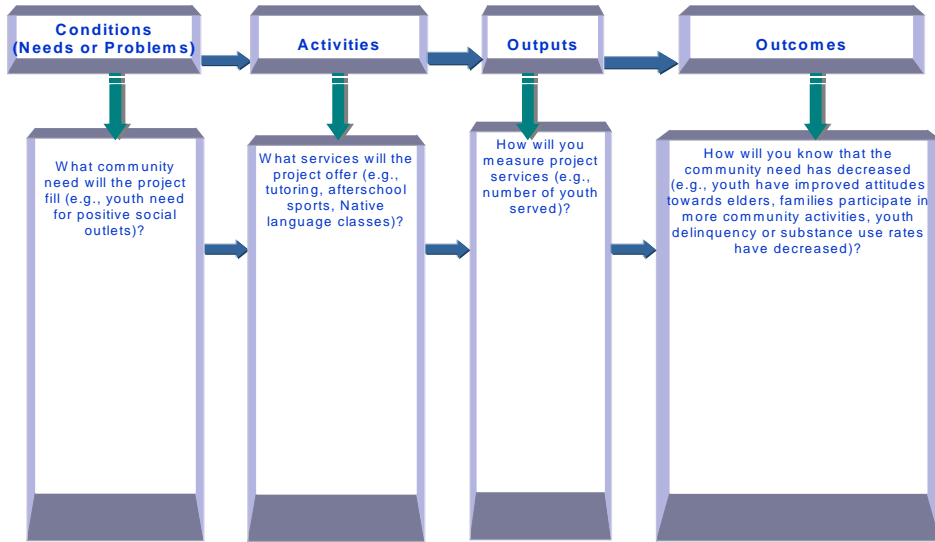 Conditions
(Needs or Problems)
Activities
Outputs
Outcomes
What community
need will the project
fill (e.g., youth need
for positive social
outlets)?
What services will the
project offer (e.g.,
tutoring, afterschool
sports, Native
language classes)?
How will you
measure project
services (e.g.,
number of youth
served)?
How will you know that the
community need has decreased
(e.g., youth have improved attitudes
towards elders, families participate in
more community activities, youth
delinquency or substance use rates
have decreased)?